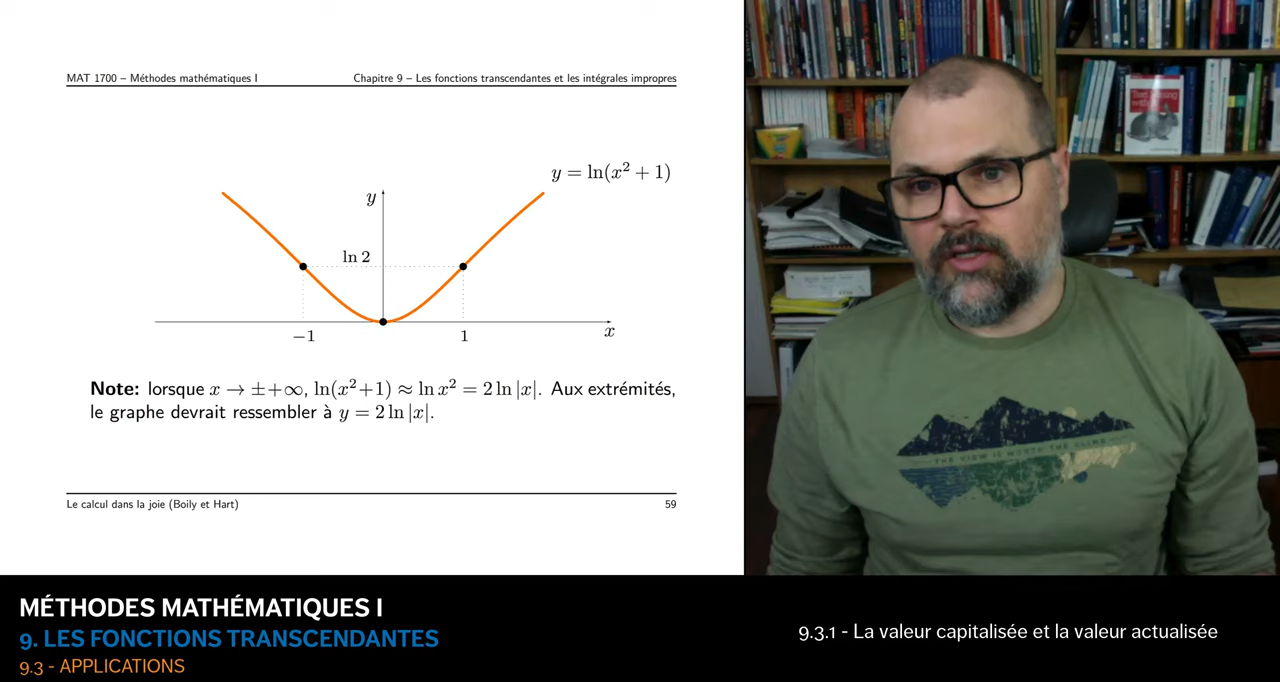 MAT 1700 – Méthodes mathématiques I
Chapitre 9 – Les fonctions transcendantes et les intégrales impropres
y = ln(x² + 1)
y
ln 2
−1
1
x
Note: lorsque x → ±+∞, ln(x²+1) ≈ ln x² = 2 ln |x|. Aux extrémités,
le graphe devrait ressembler à y = 2 ln |x|.
Le calcul dans la joie (Boily et Hart)
59
THE VIEW IS WORTH THE CLIMB
MÉTHODES MATHÉMATIQUES I
9. LES FONCTIONS TRANSCENDANTES
9.3 - APPLICATIONS
9.3.1 - La valeur capitalisée et la valeur actualisée